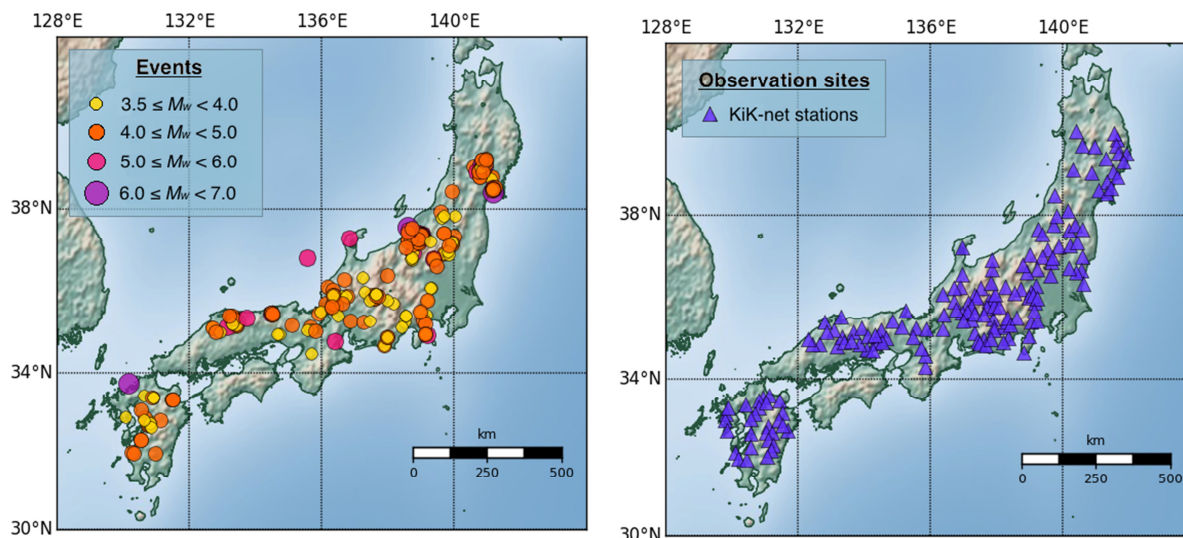 128°E 132°E 136°E 140°E
Events
3.5 ≤ Mw < 4.0
4.0 ≤ Mw < 5.0
5.0 ≤ Mw < 6.0
6.0 ≤ Mw < 7.0
38°N
34°N
30°N
km
0 250 500
128°E 132°E 136°E 140°E
Observation sites
KiK-net stations
38°N
34°N
30°N
km
0 250 500